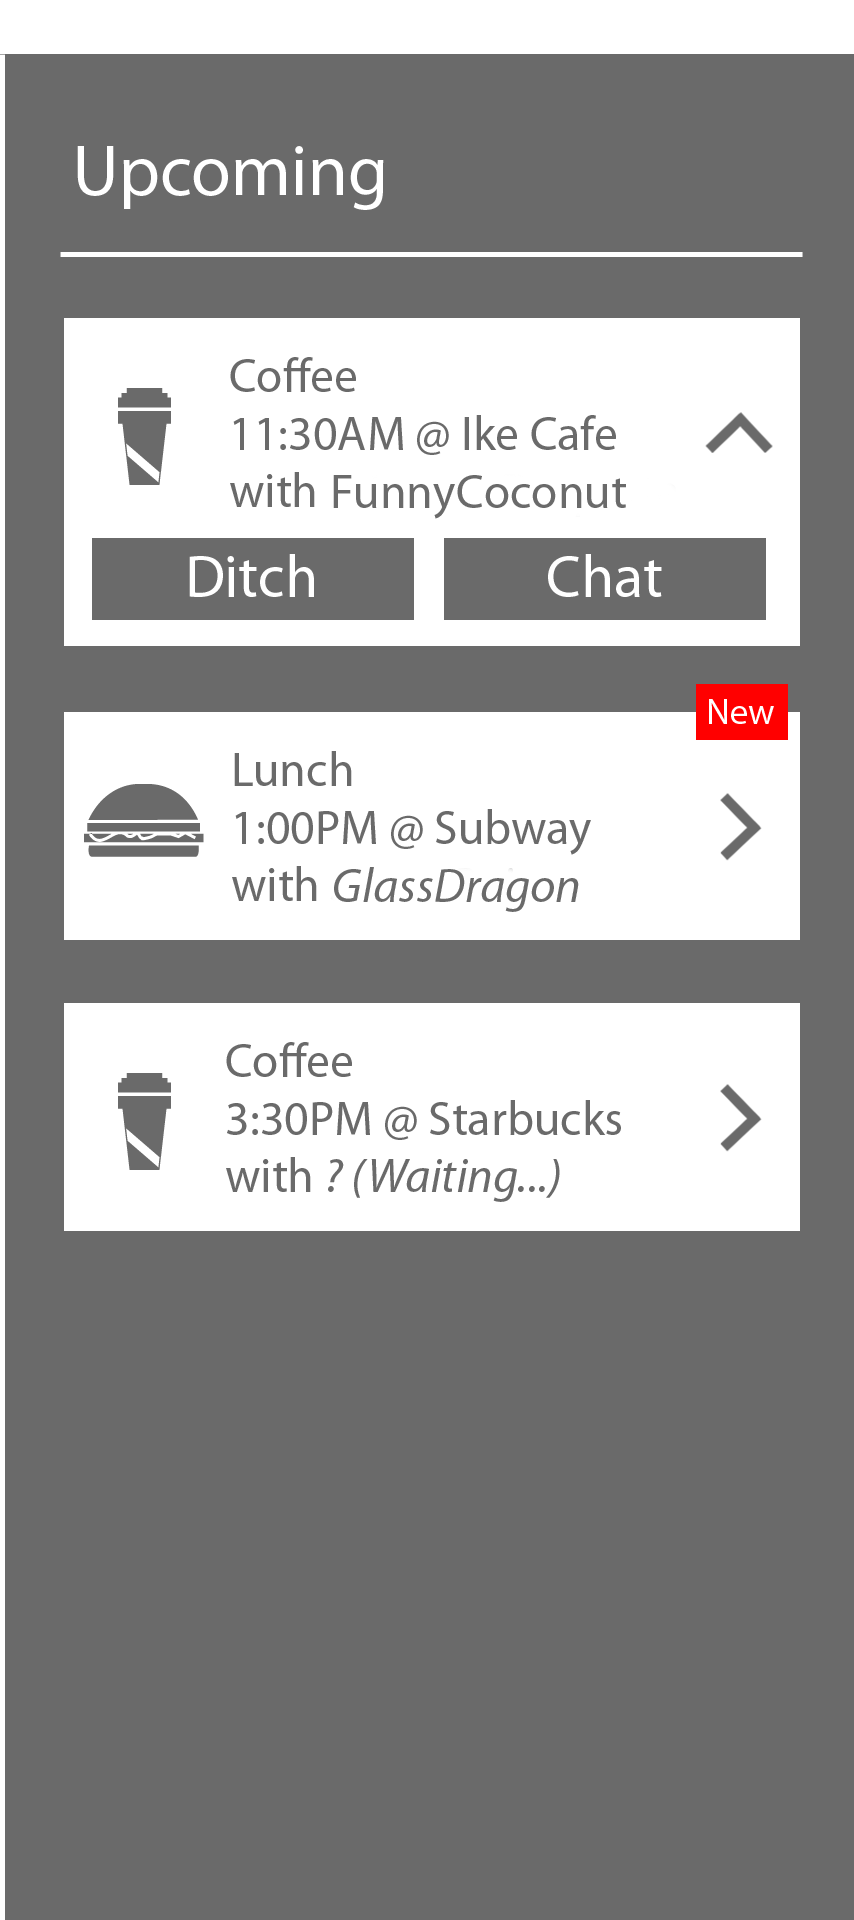 Upcoming
Coffee
11:30AM @ Ike Cafe
with FunnyCoconut
Ditch
Chat
New
Lunch
1:00PM @ Subway
with GlassDragon
Coffee
3:30PM @ Starbucks
with ? (Waiting...)